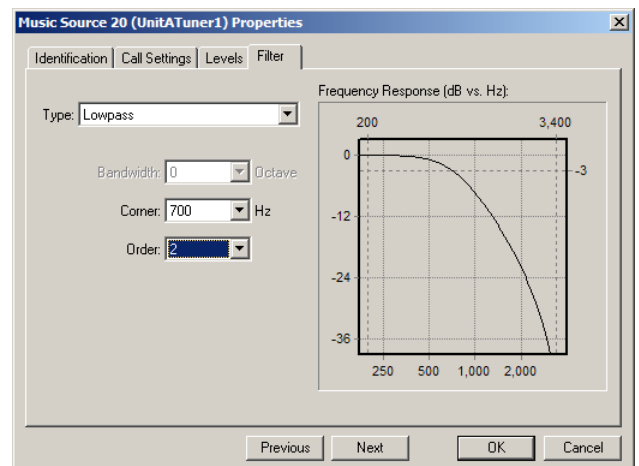 Music Source 20 (UnitATuner1) Properties
Identification Call Settings Levels Filter
Type: Lowpass
Bandwidth: 0 Octave
Corner: 700 Hz
Order: 2
Frequency Response (dB vs. Hz):
200 3,400
0
-3
-12
-24
-36
250 500 1,000 2,000
Previous Next OK Cancel